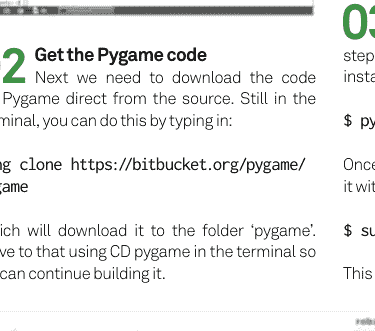 2 Get the Pygame code
Next we need to download the code
Pygame direct from the source. Still in the
minal, you can do this by typing in:
ng clone https://bitbucket.org/pygame/
game
ich will download it to the folder ‘pygame’.
ve to that using CD pygame in the terminal so
can continue building it.
03
step
insta
$ py
Once
it wit
$ su
This